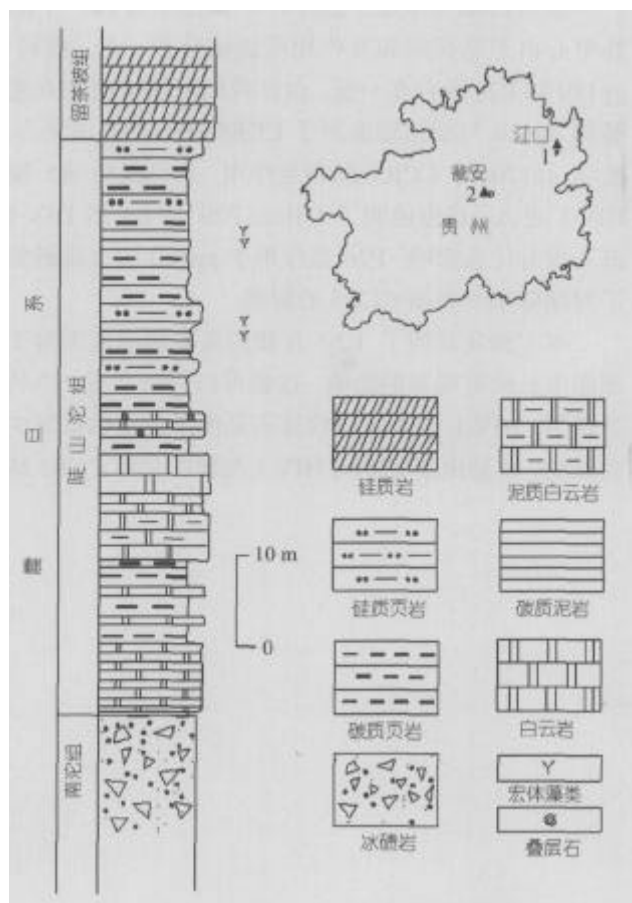 留茶坡组
震旦系
陡山沱组
南沱组
江口
1
瓮安
2
贵州
10 m
0
硅质岩
泥质白云岩
硅质页岩
碳质泥岩
碳质页岩
白云岩
冰碛岩
Y
宏体藻类
叠层石